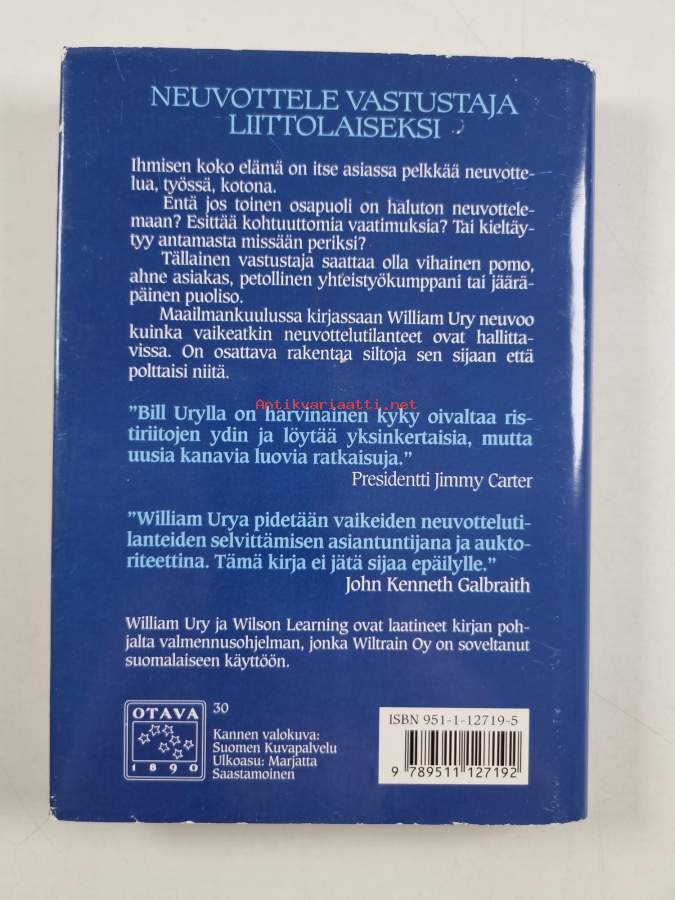 NEUVOTTELE VASTUSTAJA
LIITTOLAISEKSI
Ihmisen koko elämä on itse asiassa pelkkää neuvotte-
lua, työssä, kotona.
Entä jos toinen osapuoli on haluton neuvottele-
maan? Esittää kohtuuttomia vaatimuksia? Tai kieltäy-
tyy antamasta missään periksi?
Tällainen vastustaja saattaa olla vihainen pomo,
ahne asiakas, petollinen yhteistyökumppani tai jäärä-
päinen puoliso.
Maailmankuulussa kirjassaan William Ury neuvoo
kuinka vaikeatkin neuvottelutilanteet ovat hallitta-
vissa. On osattava rakentaa siltoja sen sijaan että
polttaisi niitä.
Antikvariaatti.net
”Bill Urylla on harvinainen kyky oivaltaa ris-
tiriitojen ydin ja löytää yksinkertaisia, mutta
uusia kanavia luovia ratkaisuja.”
Presidentti Jimmy Carter
”William Urya pidetään vaikeiden neuvotteluti-
lanteiden selvittämisen asiantuntijana ja aukto-
riteettina. Tämä kirja ei jätä sijaa epäilylle.”
John Kenneth Galbraith
William Ury ja Wilson Learning ovat laatineet kirjan poh-
jalta valmennusohjelman, jonka Wiltrain Oy on soveltanut
suomalaiseen käyttöön.
OTAVA
1890
30
Kannen valokuva:
Suomen Kuvapalvelu
Ulkoasu: Marjatta
Saastamoinen
ISBN 951-1-12719-5
9 789511 127192